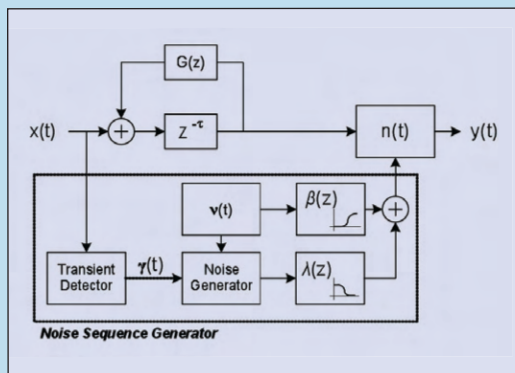 G(z)
x(t)
+
z^-τ
n(t)
y(t)
ν(t)
β(z)
+
Transient
Detector
γ(t)
Noise
Generator
λ(z)
Noise Sequence Generator